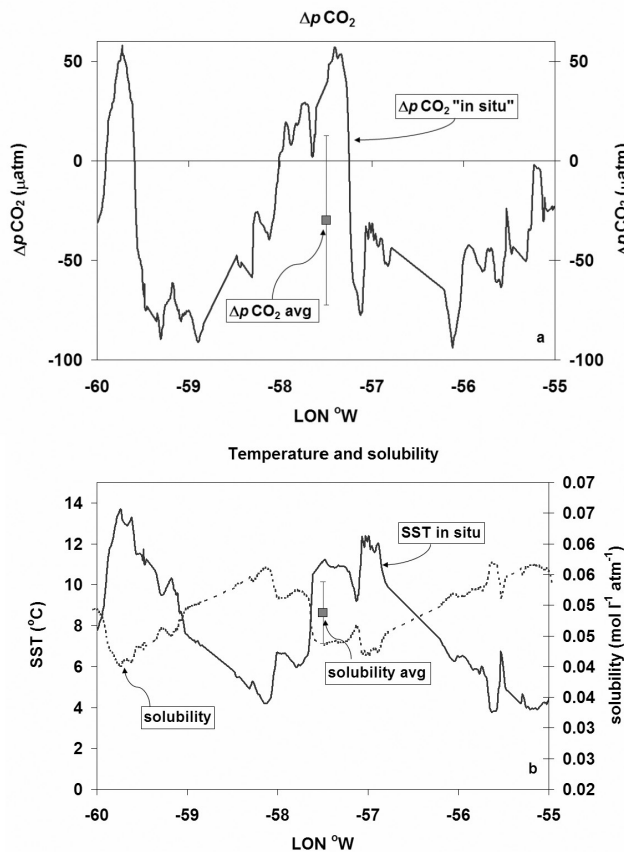 ΔpCO₂
50
0
-50
-100
ΔpCO₂ (μatm)
ΔpCO₂ "in situ"
ΔpCO₂ avg
50
0
-50
-100
ΔpCO₂ (μatm)
a
-60 -59 -58 -57 -56 -55
LON °W
Temperature and solubility
14
12
10
8
6
4
2
0
SST (°C)
SST in situ
solubility avg
solubility
0.07
0.07
0.06
0.06
0.05
0.05
0.04
0.04
0.03
0.03
0.02
solubility (mol l⁻¹ atm⁻¹)
b
-60 -59 -58 -57 -56 -55
LON °W